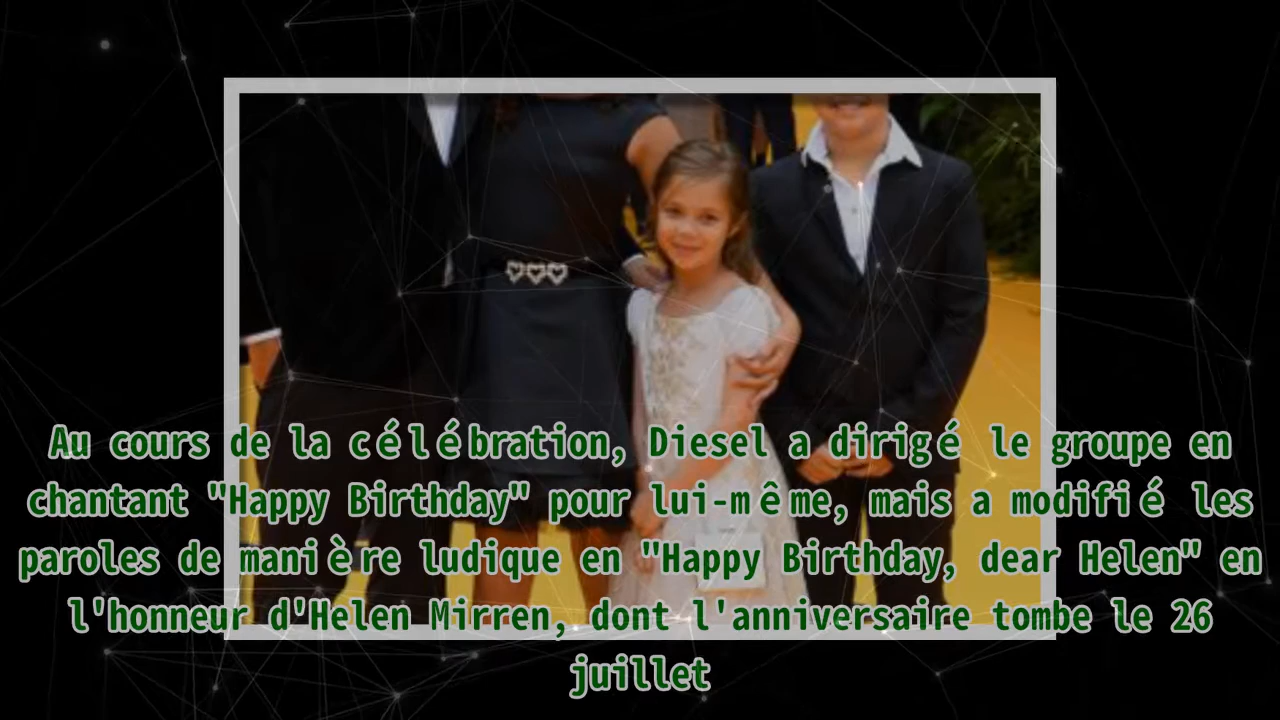 Au cours de la célébration, Diesel a dirigé le groupe en
chantant "Happy Birthday" pour lui-même, mais a modifié les
paroles de manière ludique en "Happy Birthday, dear Helen" en
l'honneur d'Helen Mirren, dont l'anniversaire tombe le 26
juillet